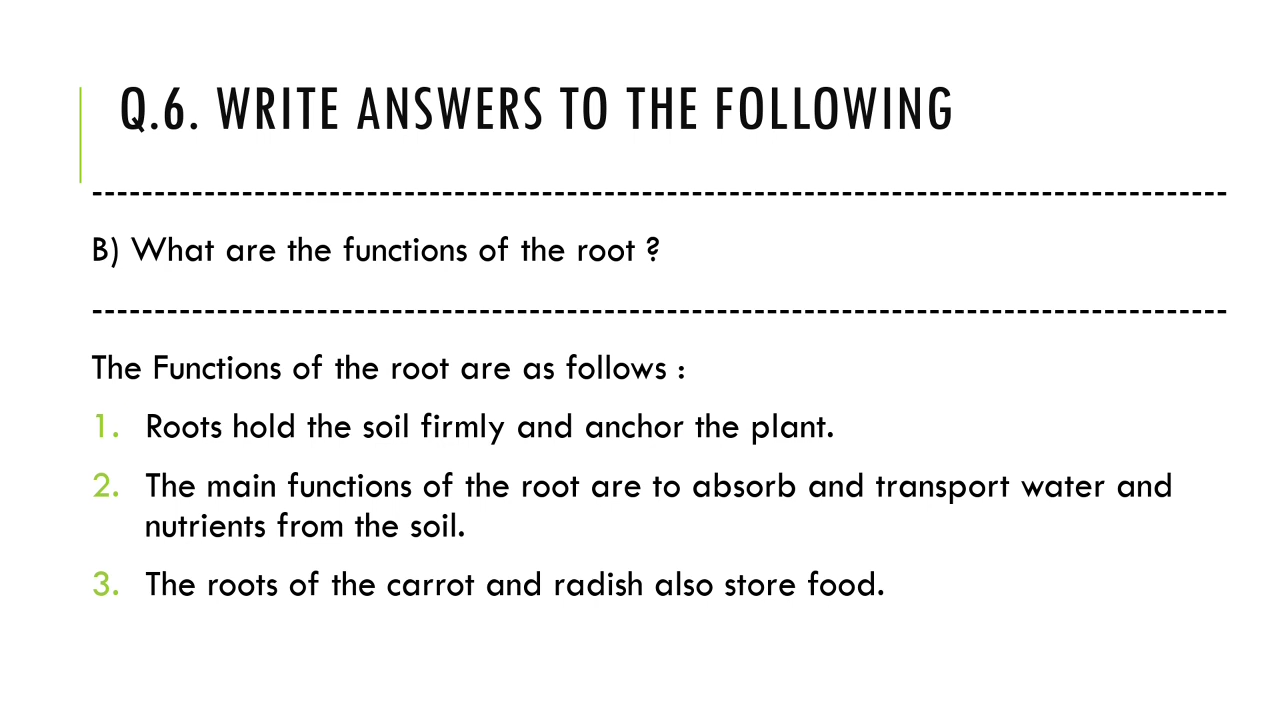 Q.6. WRITE ANSWERS TO THE FOLLOWING
-------------------------------------------------------------------------------------------
B) What are the functions of the root ?
-------------------------------------------------------------------------------------------
The Functions of the root are as follows :
1. Roots hold the soil firmly and anchor the plant.
2. The main functions of the root are to absorb and transport water and
nutrients from the soil.
3. The roots of the carrot and radish also store food.